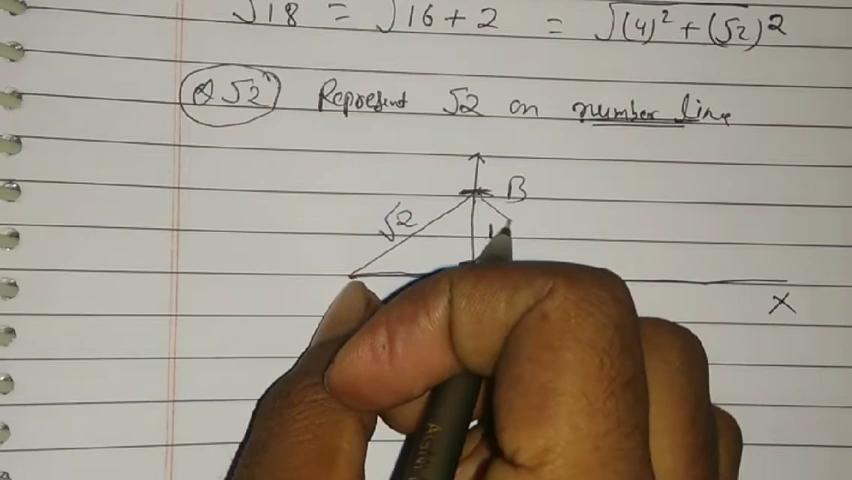 √18 = √16 + 2 = √(4)² + (√2)²
Q √2 Represent √2 on number line
B
√2 1
X